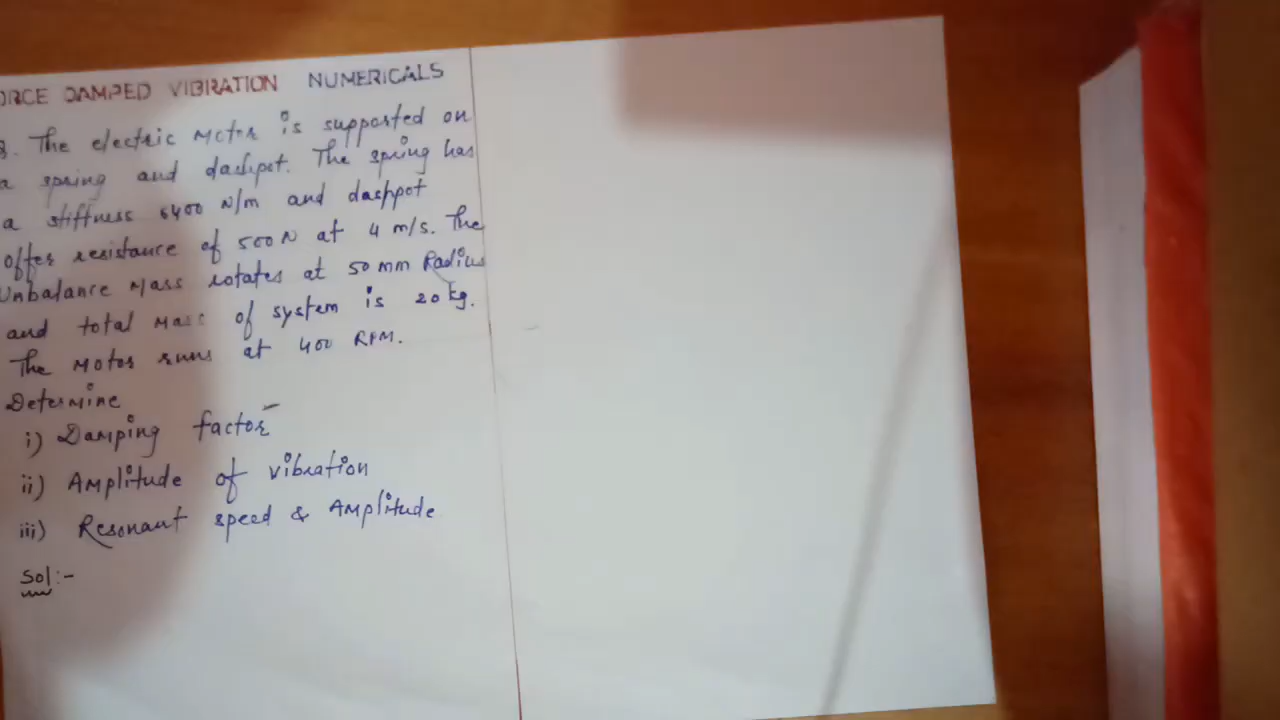 ORCE DAMPED VIBRATION NUMERICALS
3. The electric Motor is supported on
a spring and dashpot. The spring has
a stiffness 6400 N/m and dashpot
offer resistance of 500N at 4 m/s. The
Unbalance Mass rotates at 50 mm Radius
and total Mass of system is 20 kg.
The Motor runs at 400 RPM.
Determine
i) Damping factor
ii) Amplitude of vibration
iii) Resonant speed & Amplitude
Sol:-